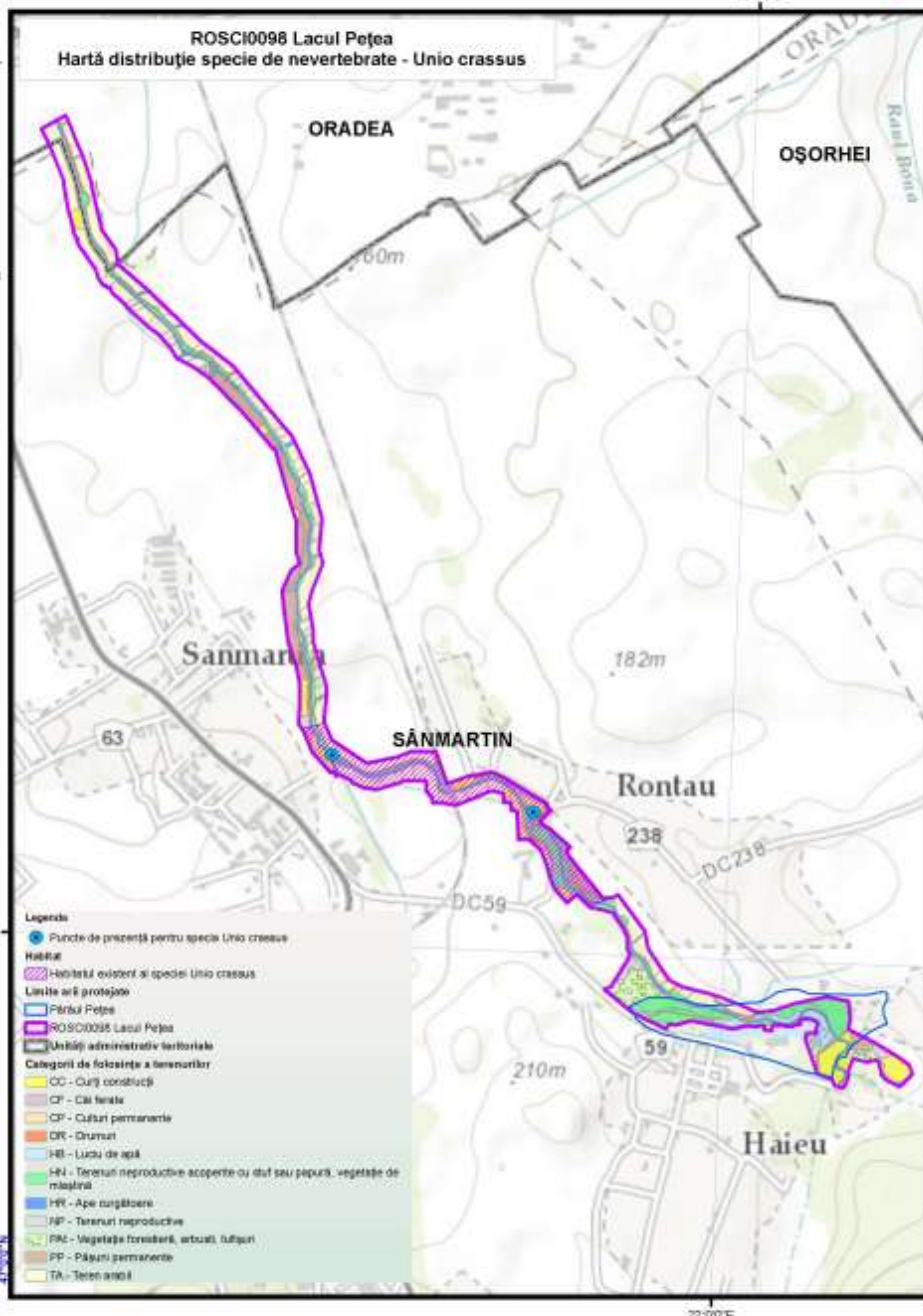 ROSCI0098 Lacul Peţea
Hartă distribuţie specie de nevertebrate - Unio crassus
ORADEA
ORAD
OŞORHEI
Raul Bona
160m
Sanmartin
182m
63
SÂNMARTIN
Rontau
238
DC238
DC59
59
210m
Haieu
Legenda
Puncte de prezenţă pentru specia Unio crassus
Habitat
Habitatul existent al speciei Unio crassus
Limite arii protejate
Pârâul Peţea
ROSCI0098 Lacul Peţea
Unităţi administrativ teritoriale
Categorii de folosinţe a terenurilor
CC - Curţi construcţii
CF - Căi ferate
CP - Culturi permanente
DR - Drumuri
HB - Luciu de apă
HN - Terenuri neproductive acoperite cu stuf sau papură, vegetaţie de
mlaştină
HR - Ape curgătoare
NP - Terenuri neproductive
- Vegetaţie forestieră, arbusti, tufişuri
PP - Păşuni permanente
TA - Teren arabil